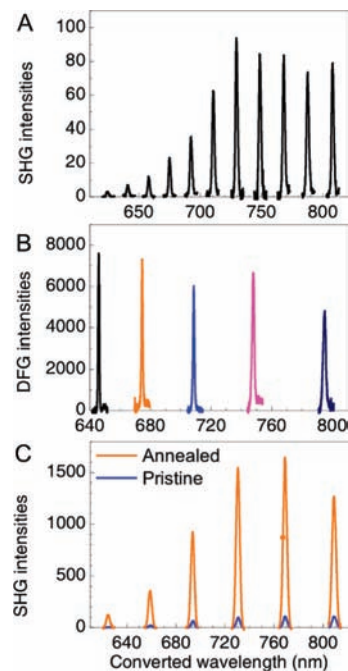 A
SHG intensities
100
80
60
40
20
0
650 700 750 800
B
DFG intensities
8000
6000
4000
2000
0
640 680 720 760 800
C
Annealed
Pristine
SHG intensities
1500
1000
500
0
640 680 720 760 800
Converted wavelength (nm)